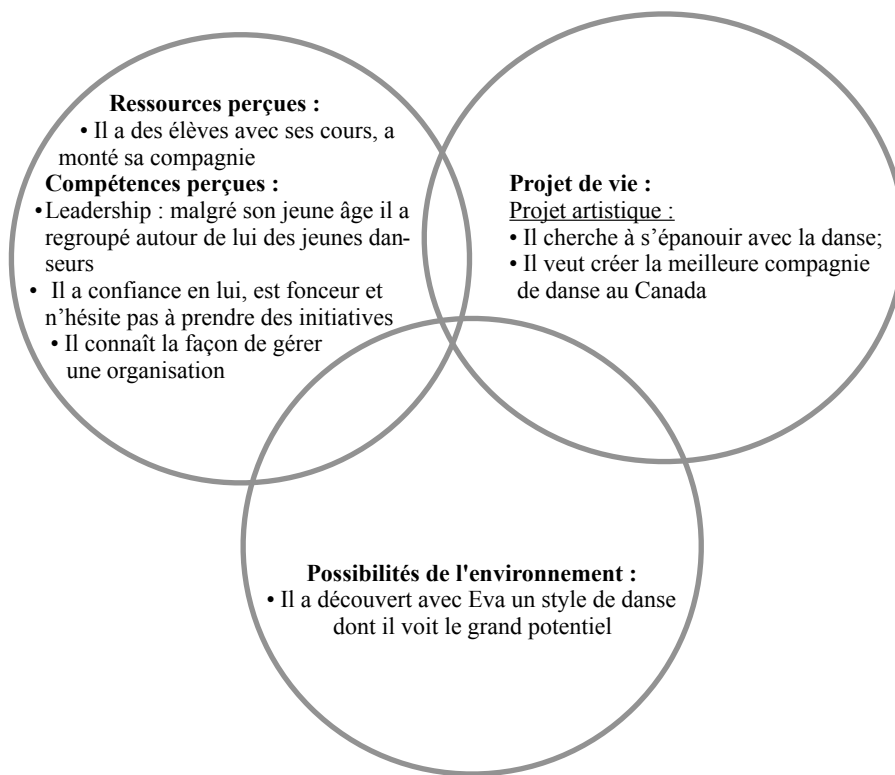 Ressources perçues :
• Il a des élèves avec ses cours, a
monté sa compagnie
Compétences perçues :
•Leadership : malgré son jeune âge il a
regroupé autour de lui des jeunes dan-
seurs
• Il a confiance en lui, est fonceur et
n’hésite pas à prendre des initiatives
• Il connaît la façon de gérer
une organisation
Projet de vie :
Projet artistique :
• Il cherche à s’épanouir avec la danse;
• Il veut créer la meilleure compagnie
de danse au Canada
Possibilités de l'environnement :
• Il a découvert avec Eva un style de danse
dont il voit le grand potentiel